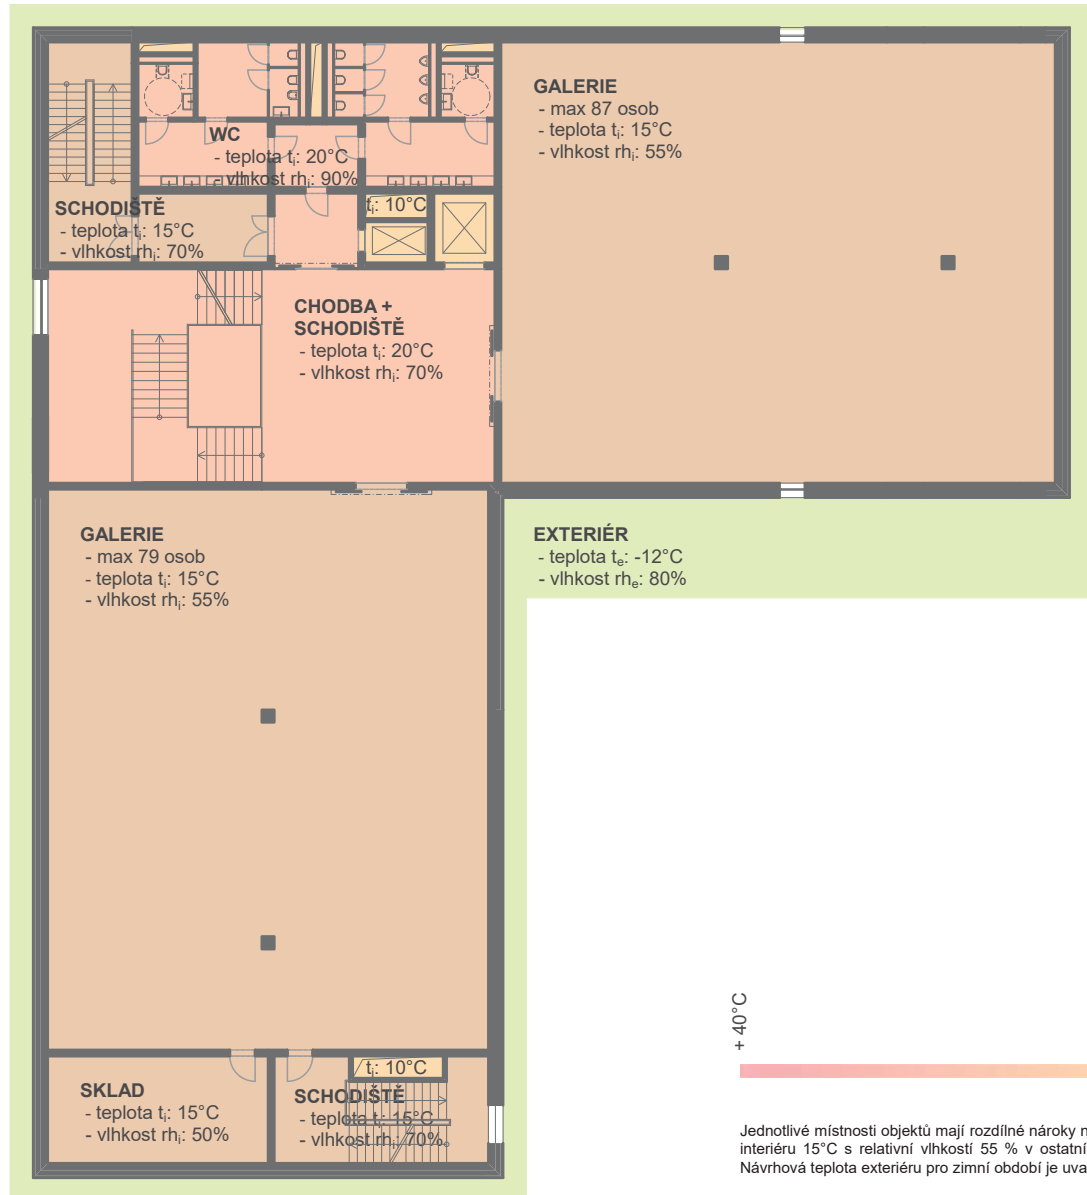 GALERIE
- max 87 osob
- teplota tᵢ: 15°C
- vlhkost rhᵢ: 55%
WC
- teplota tᵢ: 20°C
- vlhkost rhᵢ: 90%
tᵢ: 10°C
SCHODIŠTĚ
- teplota tᵢ: 15°C
- vlhkost rhᵢ: 70%
CHODBA +
SCHODIŠTĚ
- teplota tᵢ: 20°C
- vlhkost rhᵢ: 70%
GALERIE
- max 79 osob
- teplota tᵢ: 15°C
- vlhkost rhᵢ: 55%
EXTERIÉR
- teplota tₑ: -12°C
- vlhkost rhₑ: 80%
+ 40°C
tᵢ: 10°C
SKLAD
- teplota tᵢ: 15°C
- vlhkost rhᵢ: 50%
SCHODIŠTĚ
- teplota tᵢ: 15°C
- vlhkost rhᵢ: 70%
Jednotlivé místnosti objektů mají rozdílné nároky n
interiéru 15°C s relativní vlhkostí 55 % v ostatní
Návrhová teplota exteriéru pro zimní období je uva